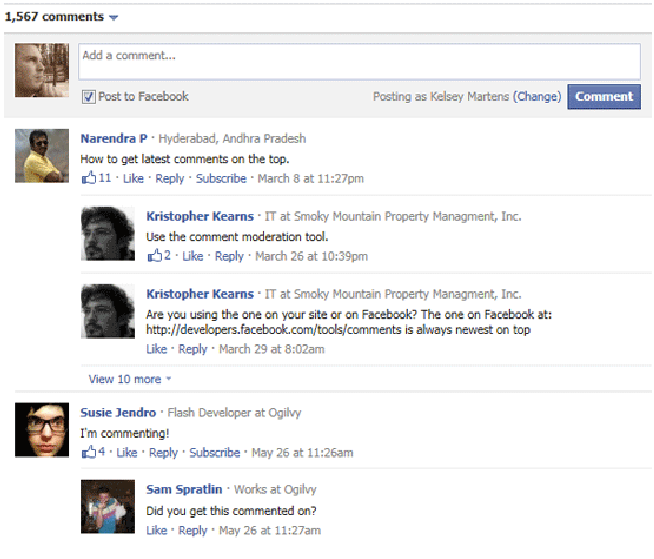 1,567 comments
Add a comment...
Post to Facebook
Posting as Kelsey Martens (Change) Comment
Narendra P · Hyderabad, Andhra Pradesh
How to get latest comments on the top.
11 · Like · Reply · Subscribe · March 8 at 11:27pm
Kristopher Kearns · IT at Smoky Mountain Property Managment, Inc.
Use the comment moderation tool.
2 · Like · Reply · March 26 at 10:39pm
Kristopher Kearns · IT at Smoky Mountain Property Managment, Inc.
Are you using the one on your site or on Facebook? The one on Facebook at:
http://developers.facebook.com/tools/comments is always newest on top
Like · Reply · March 29 at 8:02am
View 10 more
Susie Jendro · Flash Developer at Ogilvy
I'm commenting!
4 · Like · Reply · Subscribe · May 26 at 11:26am
Sam Spratlin · Works at Ogilvy
Did you get this commented on?
Like · Reply · May 26 at 11:27am